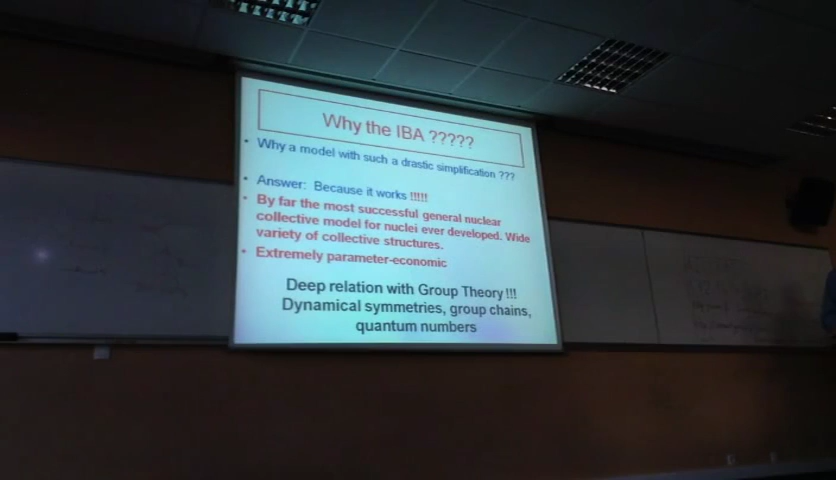 Why the IBA ?????
• Why a model with such a drastic simplification ???
• Answer: Because it works !!!!!
• By far the most successful general nuclear
collective model for nuclei ever developed. Wide
variety of collective structures.
• Extremely parameter-economic
Deep relation with Group Theory !!!
Dynamical symmetries, group chains,
quantum numbers